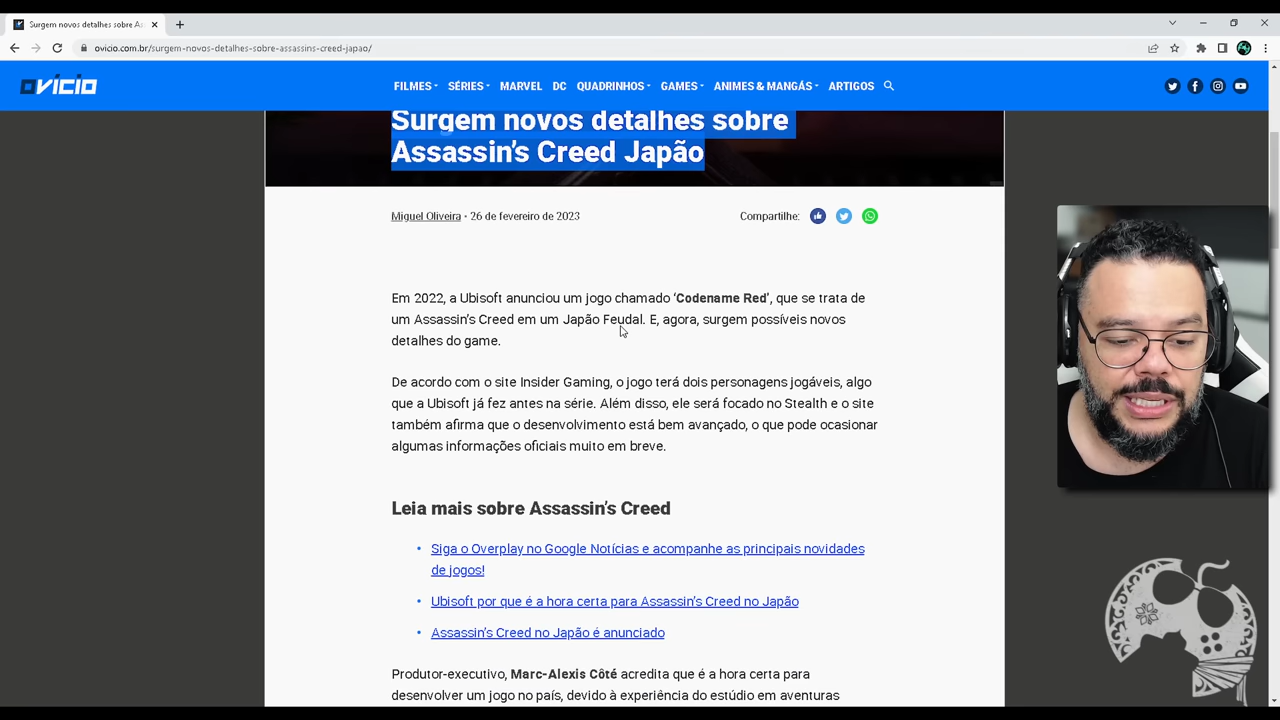 Surgem novos detalhes sobre As
ovicio.com.br/surgem-novos-detalhes-sobre-assassins-creed-japao/
ovicio
FILMES SÉRIES MARVEL DC QUADRINHOS GAMES ANIMES & MANGÁS ARTIGOS
Surgem novos detalhes sobre
Assassin's Creed Japão
Miguel Oliveira • 26 de fevereiro de 2023 Compartilhe:
Em 2022, a Ubisoft anunciou um jogo chamado ‘Codename Red’, que se trata de
um Assassin’s Creed em um Japão Feudal. E, agora, surgem possíveis novos
detalhes do game.
De acordo com o site Insider Gaming, o jogo terá dois personagens jogáveis, algo
que a Ubisoft já fez antes na série. Além disso, ele será focado no Stealth e o site
também afirma que o desenvolvimento está bem avançado, o que pode ocasionar
algumas informações oficiais muito em breve.
Leia mais sobre Assassin’s Creed
• Siga o Overplay no Google Notícias e acompanhe as principais novidades
de jogos!
• Ubisoft por que é a hora certa para Assassin’s Creed no Japão
• Assassin’s Creed no Japão é anunciado
Produtor-executivo, Marc-Alexis Côté acredita que é a hora certa para
desenvolver um jogo no país, devido à experiência do estúdio em aventuras